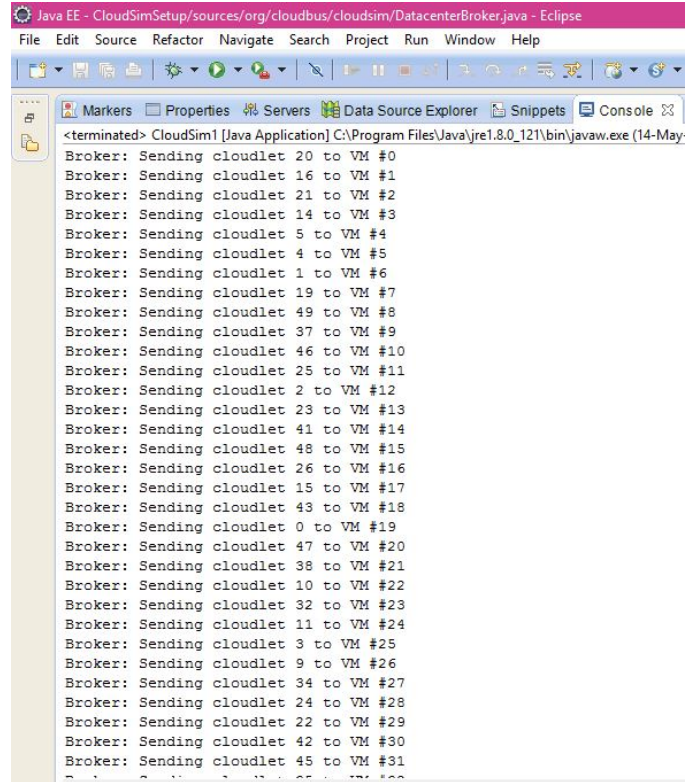 Java EE - CloudSimSetup/sources/org/cloudbus/cloudsim/DatacenterBroker.java - Eclipse
File Edit Source Refactor Navigate Search Project Run Window Help
Markers Properties Servers Data Source Explorer Snippets Console
<terminated> CloudSim1 [Java Application] C:\Program Files\Java\jre1.8.0_121\bin\javaw.exe (14-May-
Broker: Sending cloudlet 20 to VM #0
Broker: Sending cloudlet 16 to VM #1
Broker: Sending cloudlet 21 to VM #2
Broker: Sending cloudlet 14 to VM #3
Broker: Sending cloudlet 5 to VM #4
Broker: Sending cloudlet 4 to VM #5
Broker: Sending cloudlet 1 to VM #6
Broker: Sending cloudlet 19 to VM #7
Broker: Sending cloudlet 49 to VM #8
Broker: Sending cloudlet 37 to VM #9
Broker: Sending cloudlet 46 to VM #10
Broker: Sending cloudlet 25 to VM #11
Broker: Sending cloudlet 2 to VM #12
Broker: Sending cloudlet 23 to VM #13
Broker: Sending cloudlet 41 to VM #14
Broker: Sending cloudlet 48 to VM #15
Broker: Sending cloudlet 26 to VM #16
Broker: Sending cloudlet 15 to VM #17
Broker: Sending cloudlet 43 to VM #18
Broker: Sending cloudlet 0 to VM #19
Broker: Sending cloudlet 47 to VM #20
Broker: Sending cloudlet 38 to VM #21
Broker: Sending cloudlet 10 to VM #22
Broker: Sending cloudlet 32 to VM #23
Broker: Sending cloudlet 11 to VM #24
Broker: Sending cloudlet 3 to VM #25
Broker: Sending cloudlet 9 to VM #26
Broker: Sending cloudlet 34 to VM #27
Broker: Sending cloudlet 24 to VM #28
Broker: Sending cloudlet 22 to VM #29
Broker: Sending cloudlet 42 to VM #30
Broker: Sending cloudlet 45 to VM #31